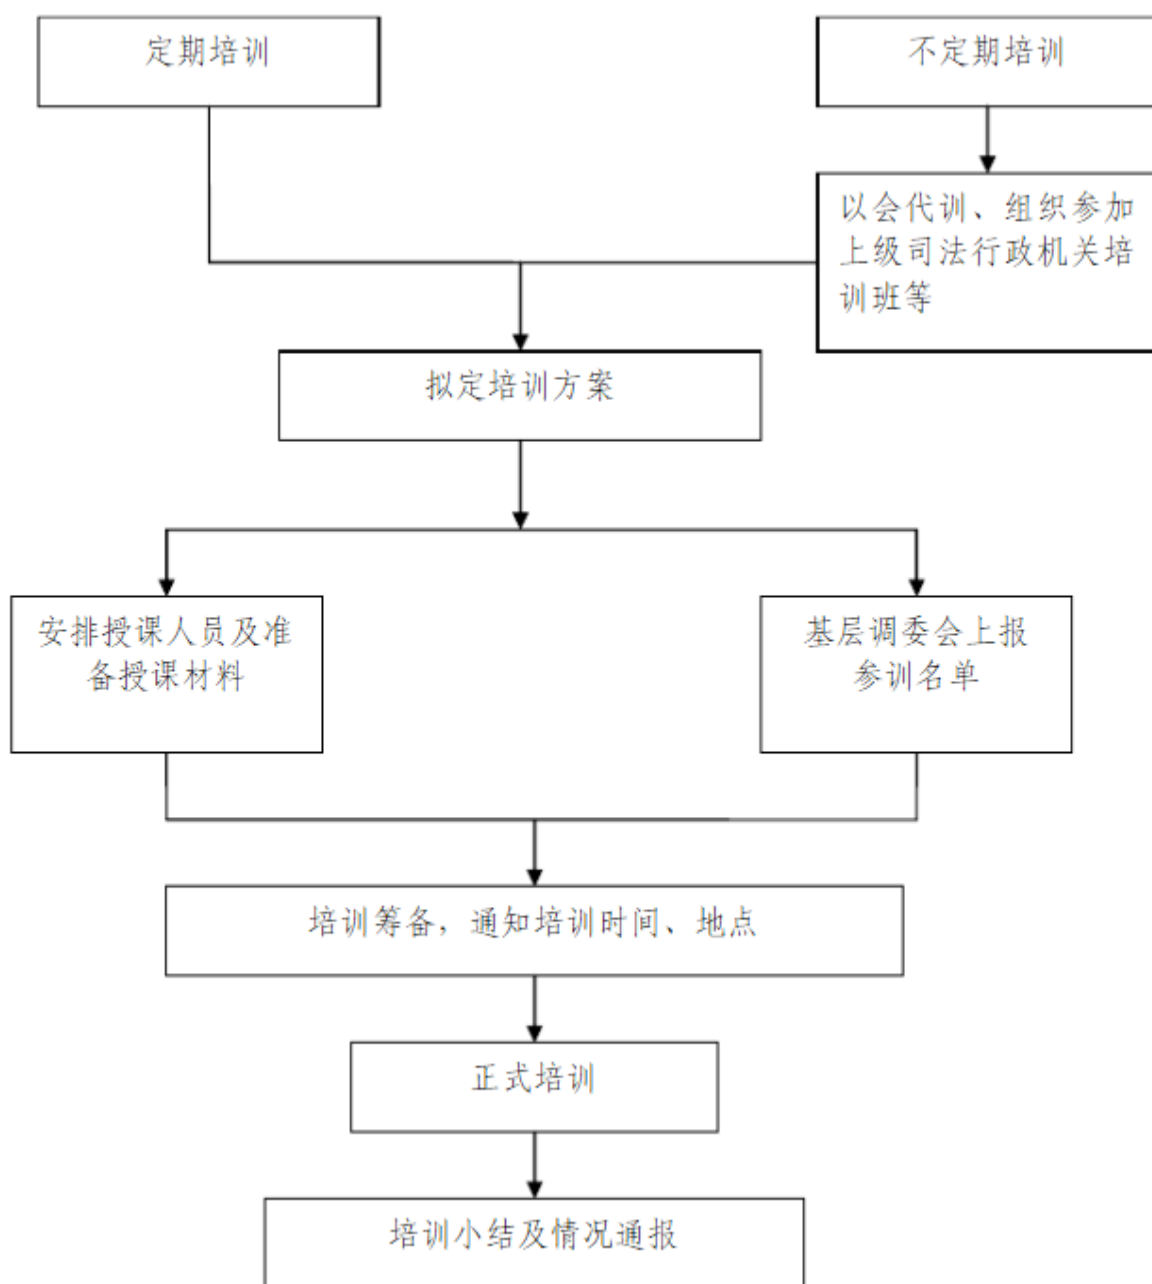 定期培训
不定期培训
以会代训、组织参加
上级司法行政机关培
训班等
拟定培训方案
安排授课人员及准
备授课材料
基层调委会上报
参训名单
培训筹备，通知培训时间、地点
正式培训
培训小结及情况通报